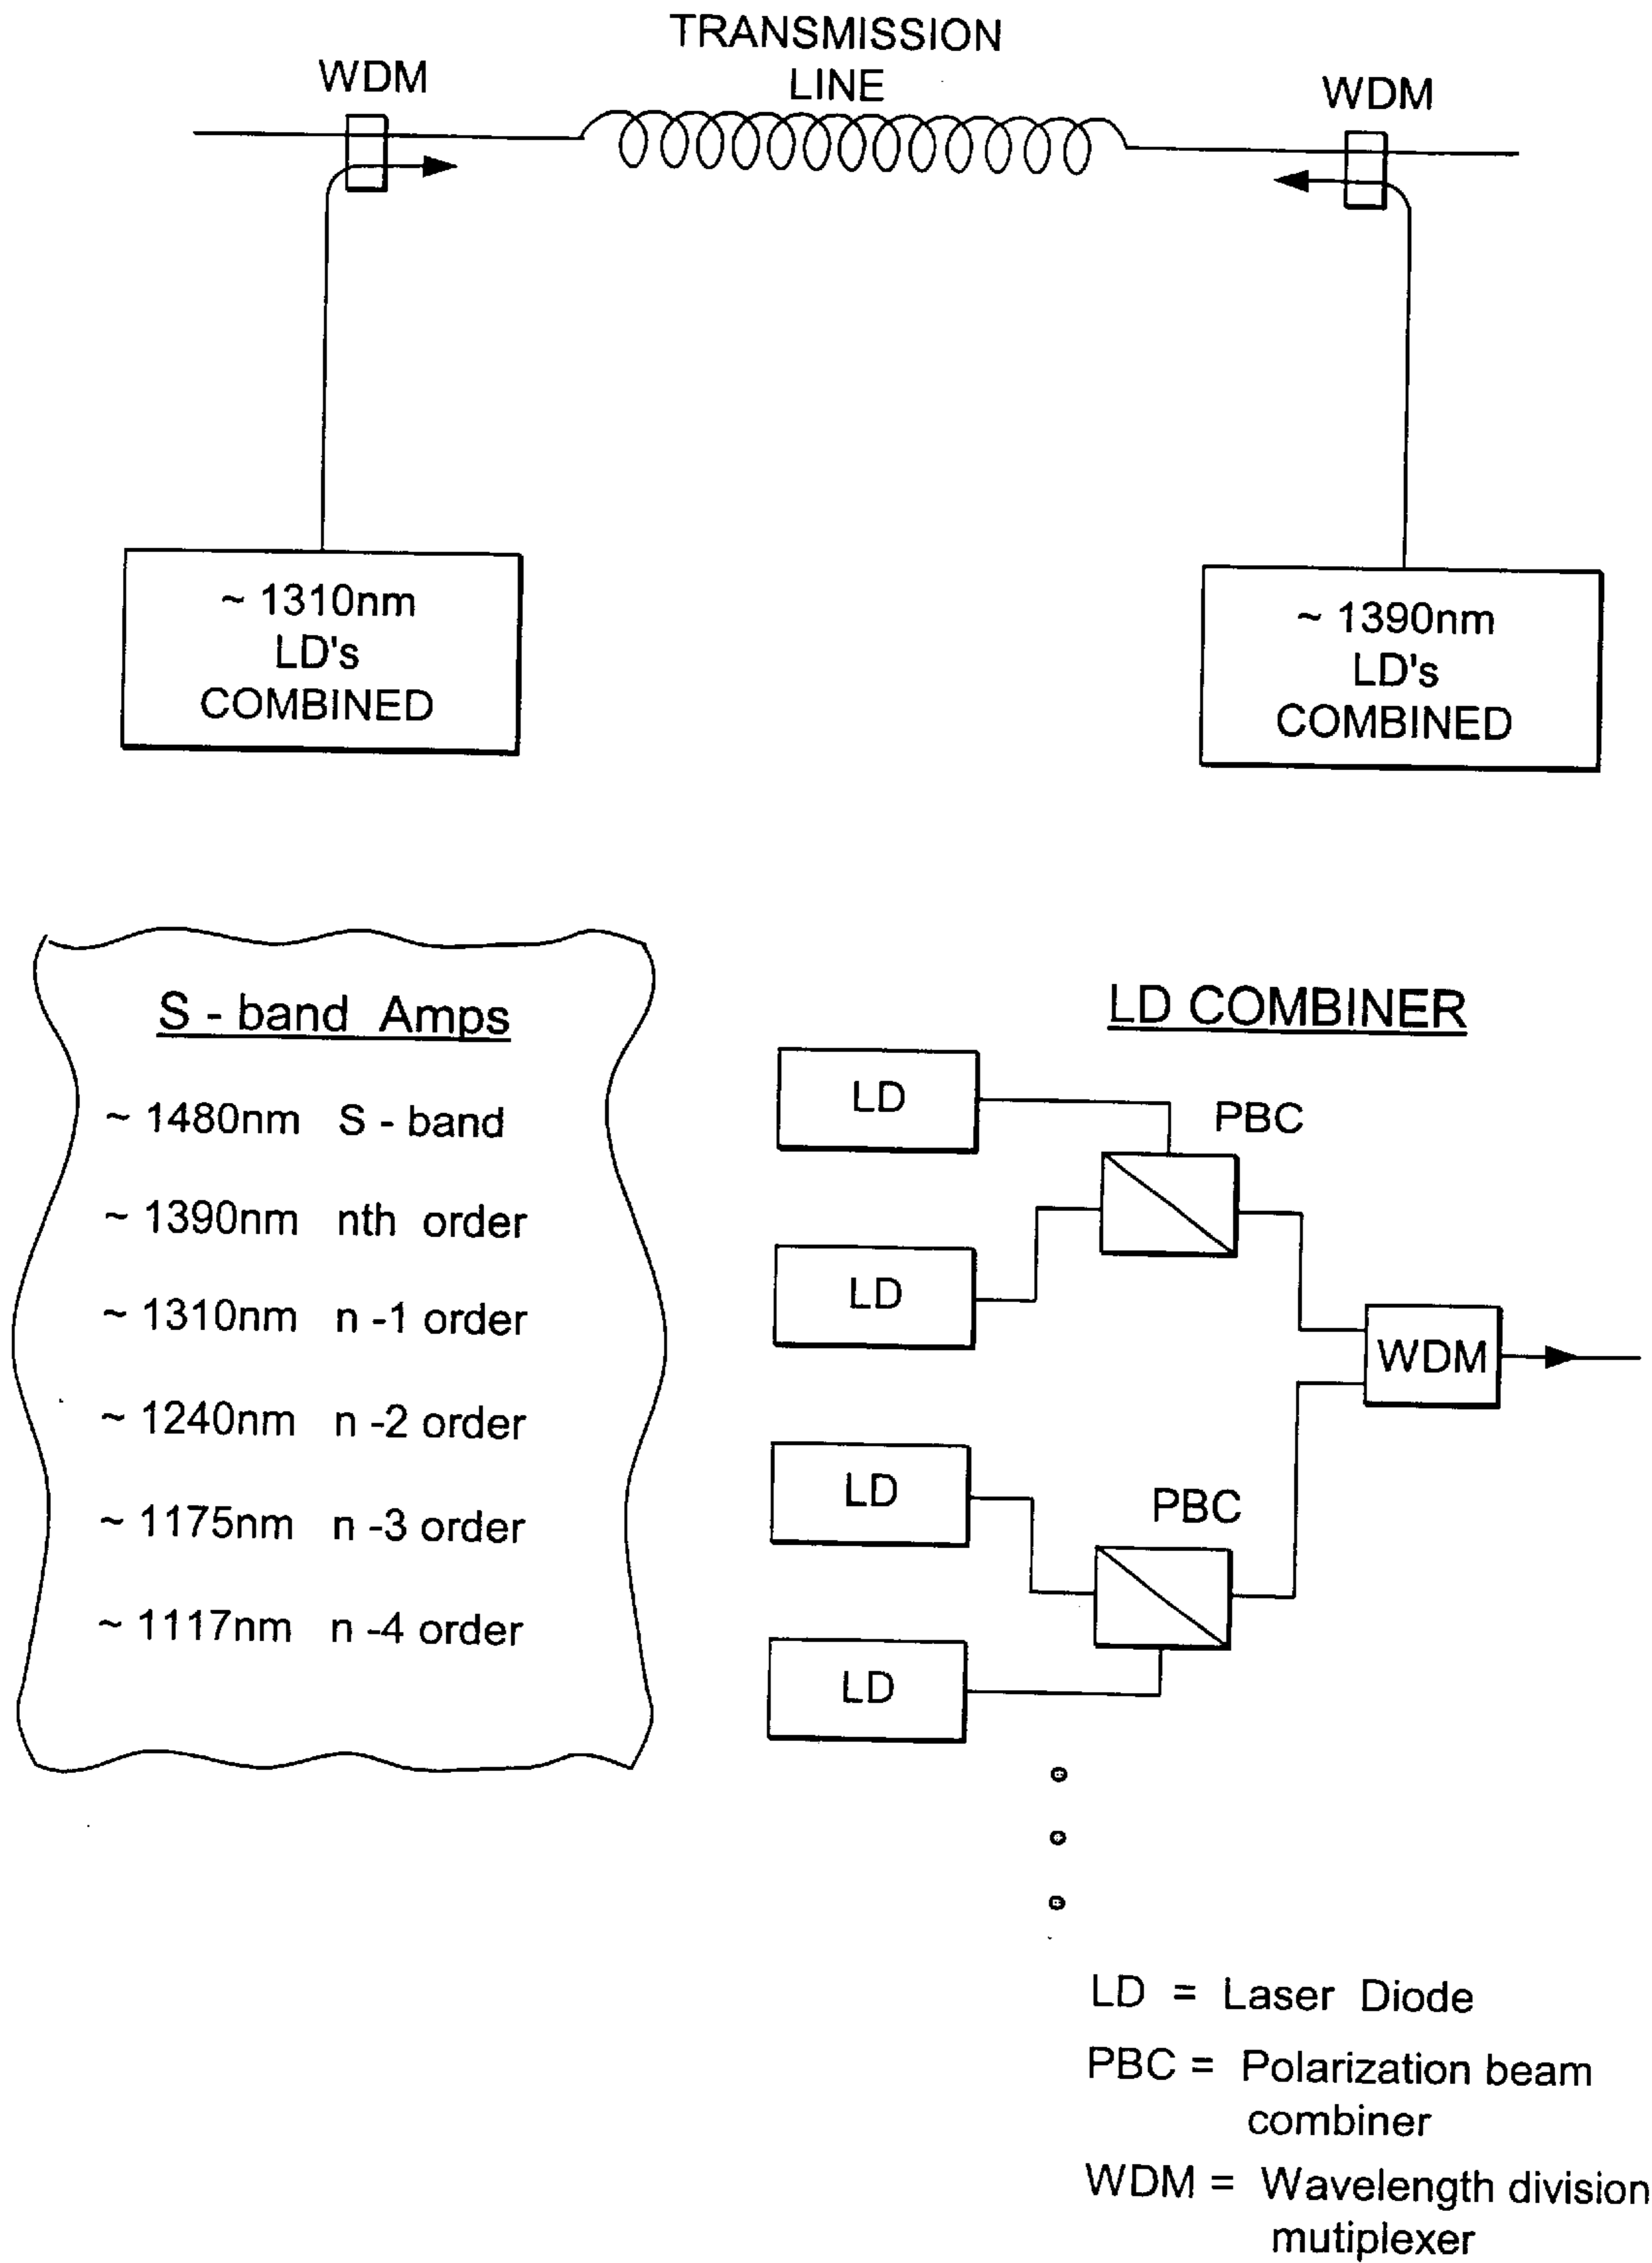 TRANSMISSION
LINE
WDM
WDM
~ 1310nm
LD's
COMBINED
~ 1390nm
LD's
COMBINED
S - band Amps
~ 1480nm S - band
~ 1390nm nth order
~ 1310nm n -1 order
~ 1240nm n -2 order
~ 1175nm n -3 order
~ 1117nm n -4 order
LD COMBINER
LD
PBC
LD
WDM
LD
PBC
LD
LD = Laser Diode
PBC = Polarization beam
combiner
WDM = Wavelength division
mutiplexer